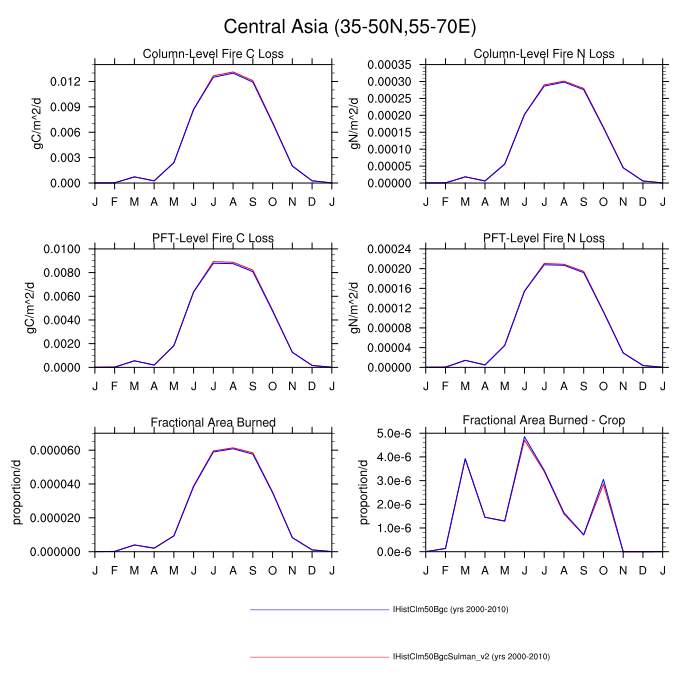 Central Asia (35-50N,55-70E)
Column-Level Fire C Loss
gC/m^2/d
0.012
0.009
0.006
0.003
0.000
J F M A M J J A S O N D J
Column-Level Fire N Loss
gN/m^2/d
0.00035
0.00030
0.00025
0.00020
0.00015
0.00010
0.00005
0.00000
J F M A M J J A S O N D J
PFT-Level Fire C Loss
gC/m^2/d
0.0100
0.0080
0.0060
0.0040
0.0020
0.0000
J F M A M J J A S O N D J
PFT-Level Fire N Loss
gN/m^2/d
0.00024
0.00020
0.00016
0.00012
0.00008
0.00004
0.00000
J F M A M J J A S O N D J
Fractional Area Burned
proportion/d
0.000060
0.000040
0.000020
0.000000
J F M A M J J A S O N D J
Fractional Area Burned - Crop
proportion/d
5.0e-6
4.0e-6
3.0e-6
2.0e-6
1.0e-6
0.0e-6
J F M A M J J A S O N D J
IHistClm50Bgc (yrs 2000-2010)
IHistClm50BgcSulman_v2 (yrs 2000-2010)